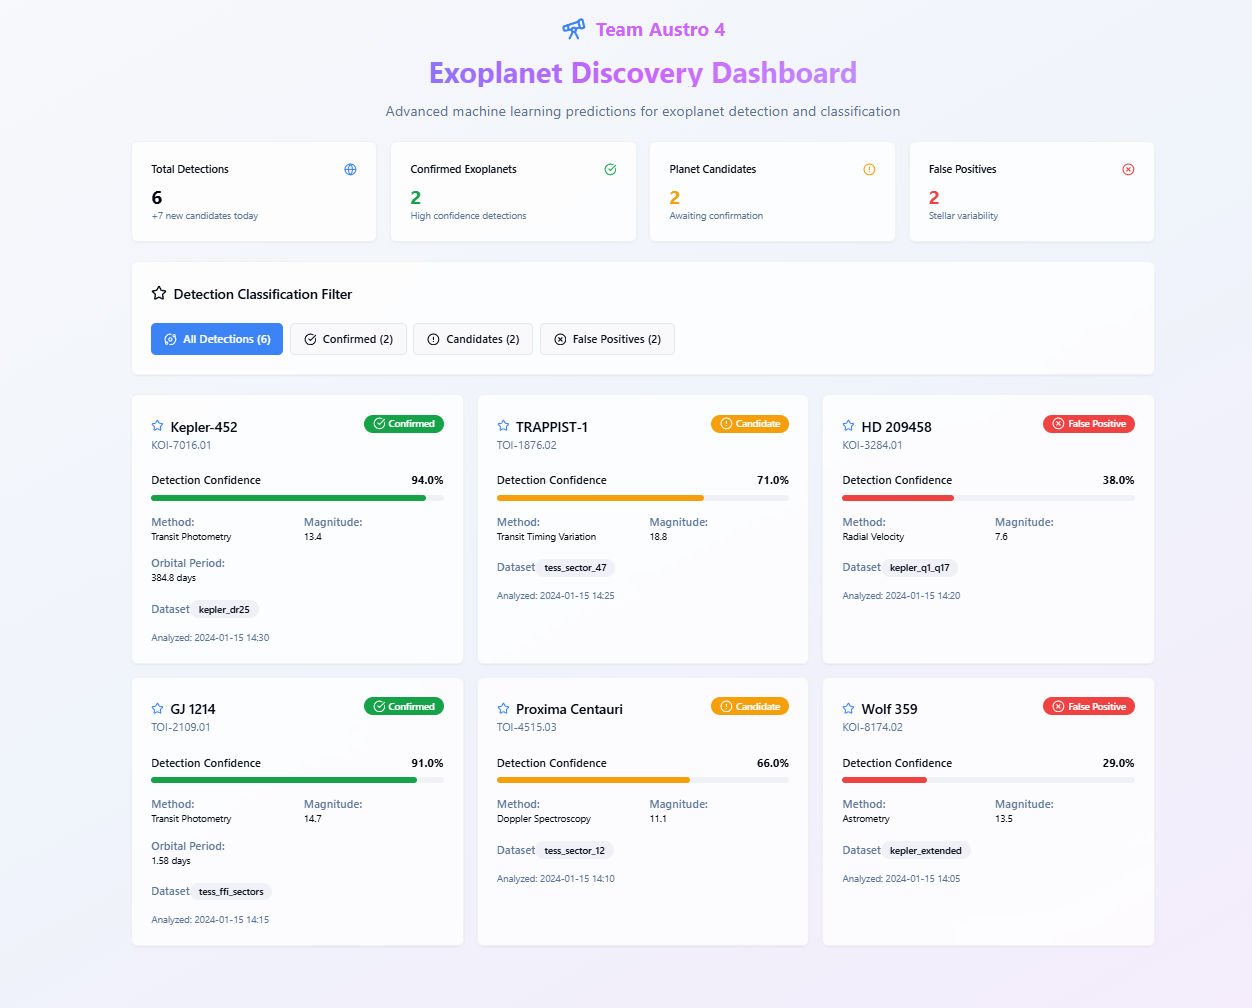 Team Austro 4
Exoplanet Discovery Dashboard
Advanced machine learning predictions for exoplanet detection and classification
Total Detections
6
+7 new candidates today
Confirmed Exoplanets
2
High confidence detections
Planet Candidates
2
Awaiting confirmation
False Positives
2
Stellar variability
Detection Classification Filter
All Detections (6)
Confirmed (2)
Candidates (2)
False Positives (2)
Kepler-452
Confirmed
KOI-7016.01
Detection Confidence 94.0%
Method: Magnitude:
Transit Photometry 13.4
Orbital Period:
384.8 days
Dataset kepler_dr25
Analyzed: 2024-01-15 14:30
TRAPPIST-1
Candidate
TOI-1876.02
Detection Confidence 71.0%
Method: Magnitude:
Transit Timing Variation 18.8
Dataset tess_sector_47
Analyzed: 2024-01-15 14:25
HD 209458
False Positive
KOI-3284.01
Detection Confidence 38.0%
Method: Magnitude:
Radial Velocity 7.6
Dataset kepler_q1_q17
Analyzed: 2024-01-15 14:20
GJ 1214
Confirmed
TOI-2109.01
Detection Confidence 91.0%
Method: Magnitude:
Transit Photometry 14.7
Orbital Period:
1.58 days
Dataset tess_ffi_sectors
Analyzed: 2024-01-15 14:15
Proxima Centauri
Candidate
TOI-4515.03
Detection Confidence 66.0%
Method: Magnitude:
Doppler Spectroscopy 11.1
Dataset tess_sector_12
Analyzed: 2024-01-15 14:10
Wolf 359
False Positive
KOI-8174.02
Detection Confidence 29.0%
Method: Magnitude:
Astrometry 13.5
Dataset kepler_extended
Analyzed: 2024-01-15 14:05